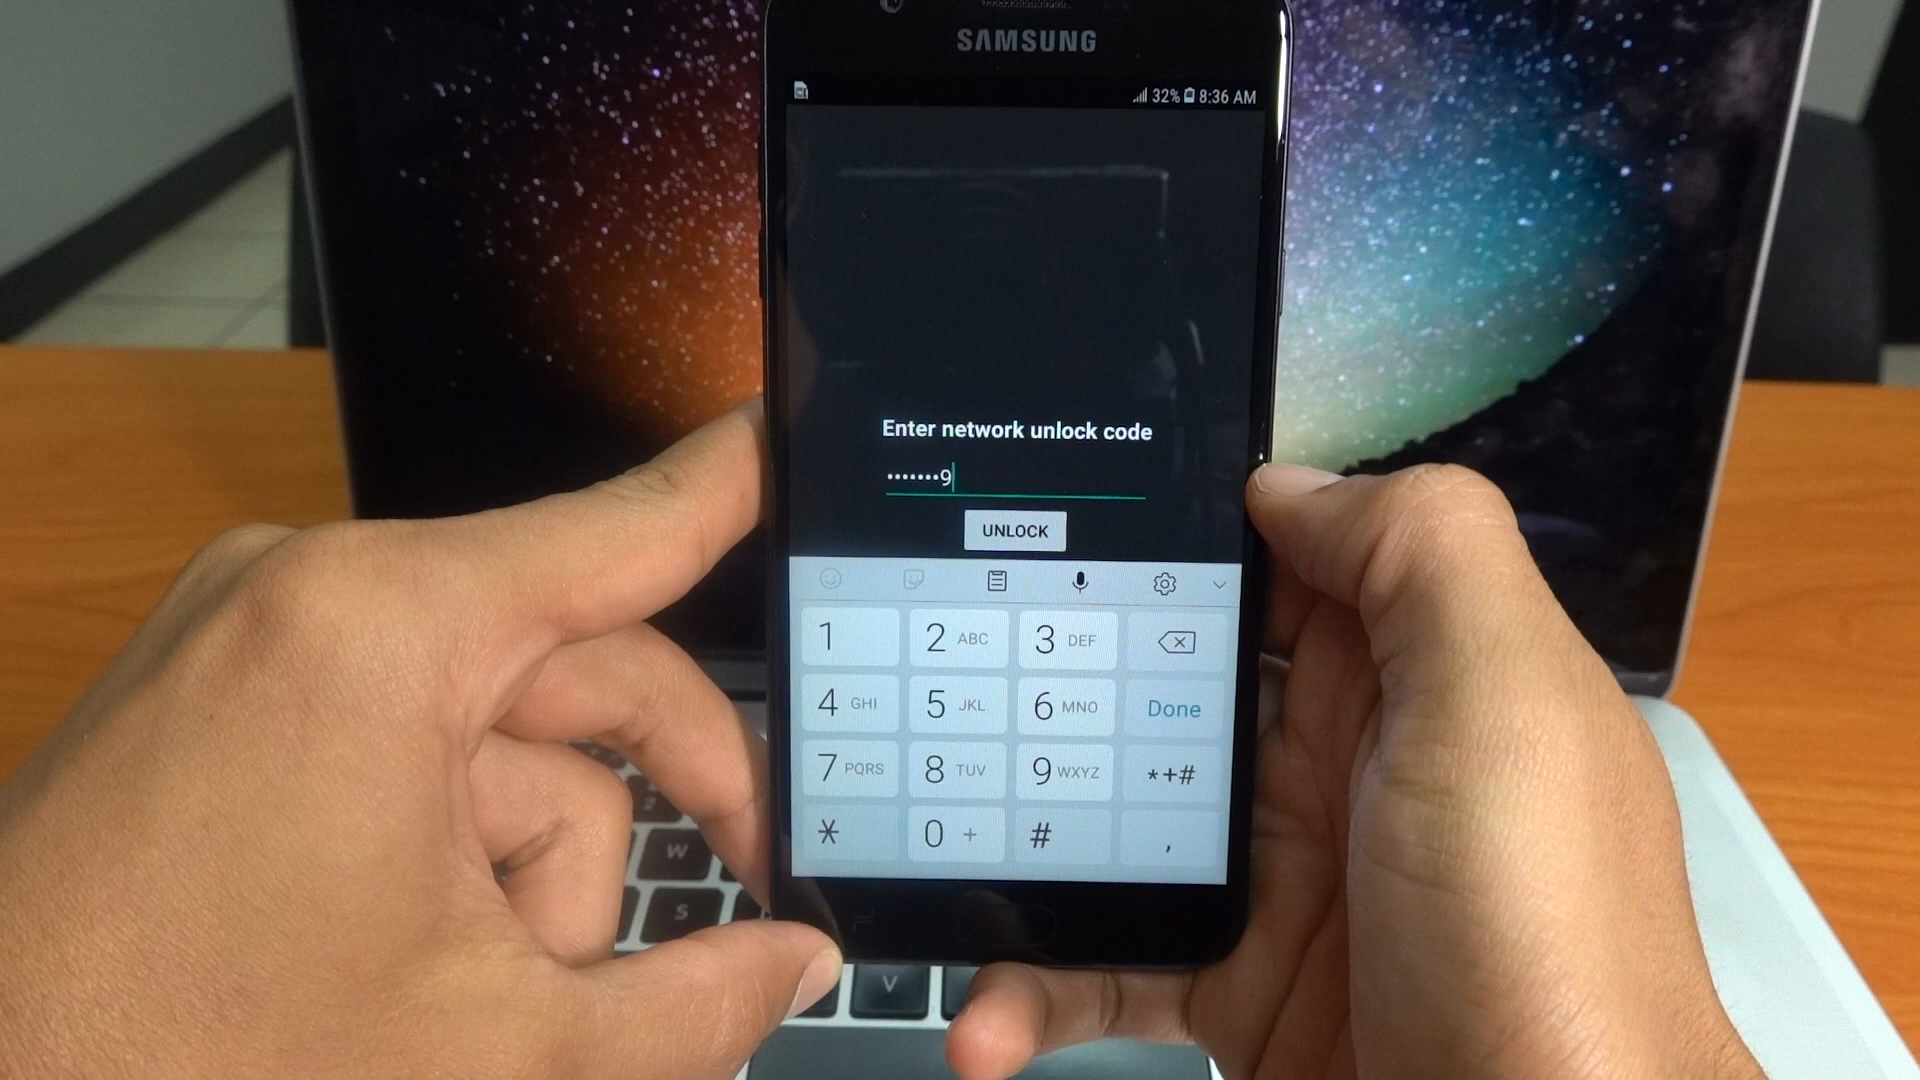 SAMSUNG
32% 8:36 AM
Enter network unlock code
•••••••9
UNLOCK
1 2 ABC 3 DEF
4 GHI 5 JKL 6 MNO Done
7 PQRS 8 TUV 9 WXYZ *+#
* 0 + # ,
2
W
S
V